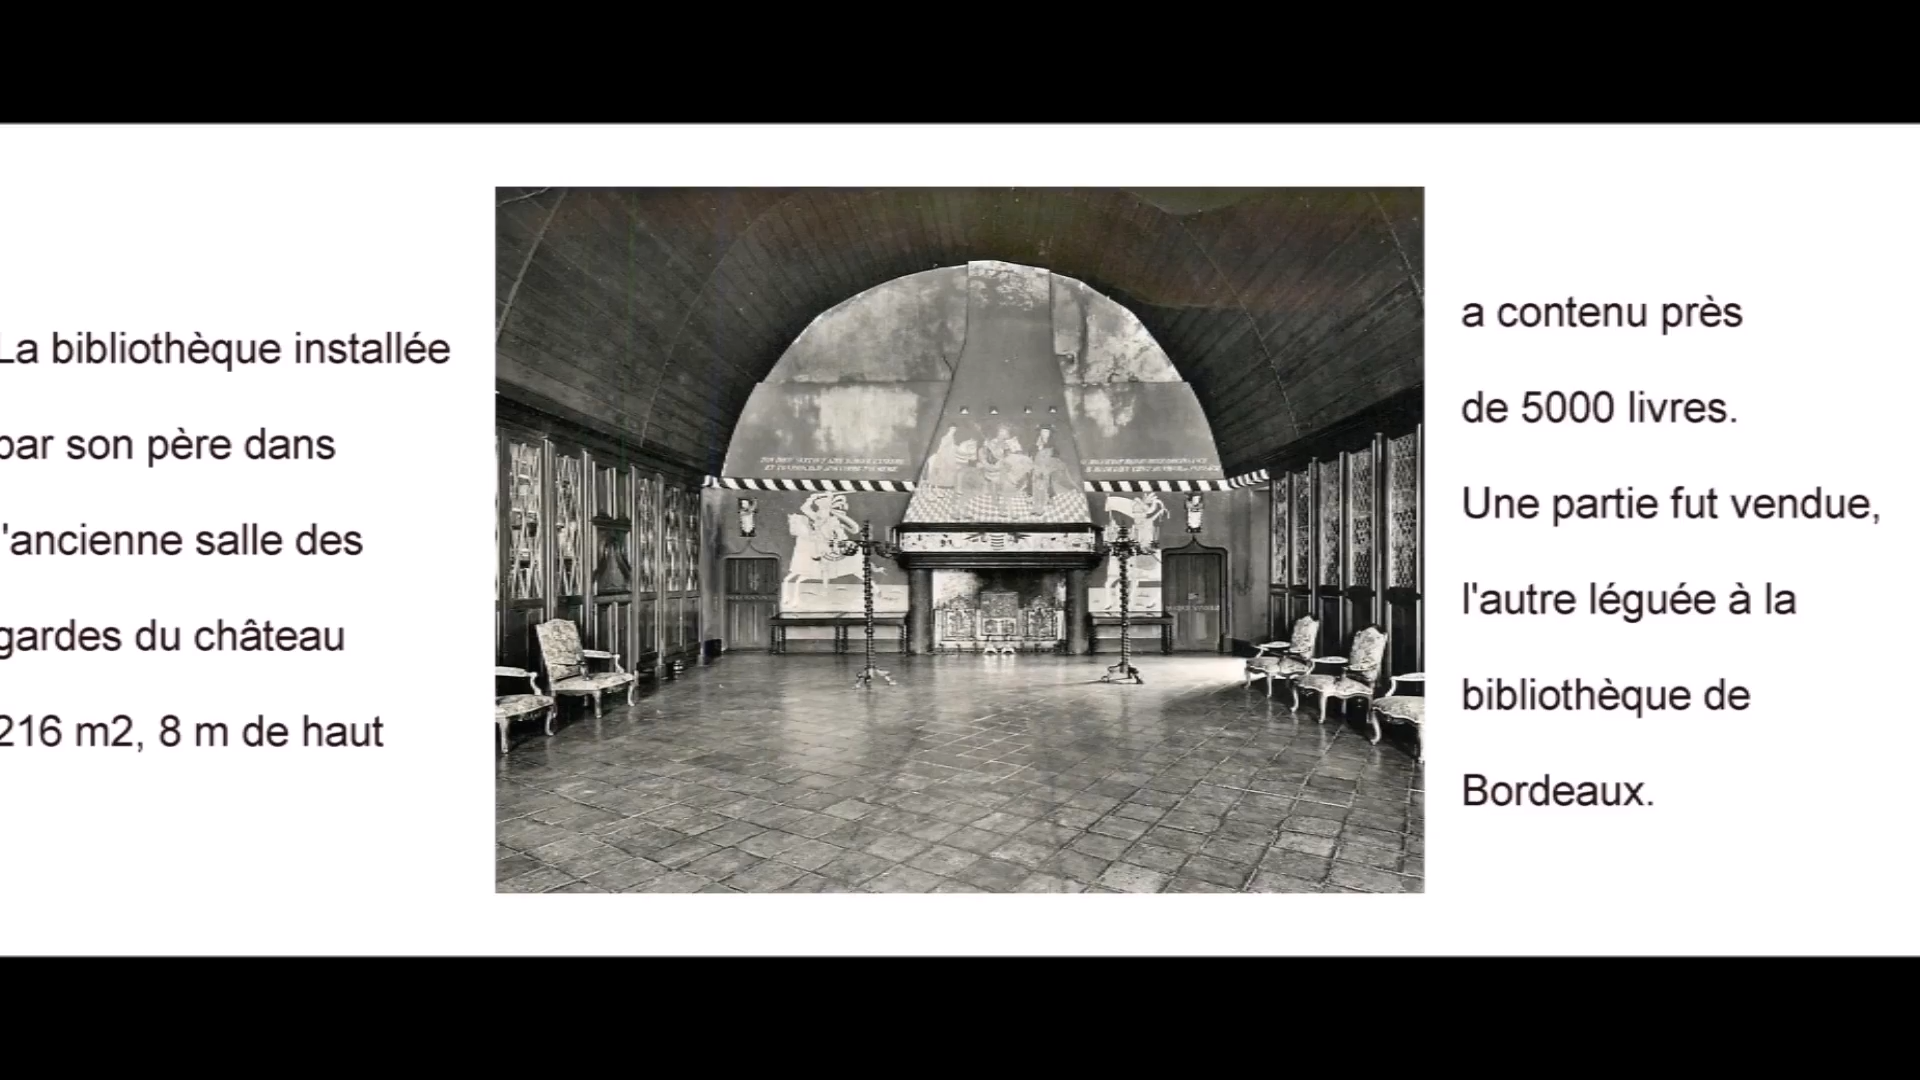 La bibliothèque installée
par son père dans
l'ancienne salle des
gardes du château
216 m2, 8 m de haut
a contenu près
de 5000 livres.
Une partie fut vendue,
l'autre léguée à la
bibliothèque de
Bordeaux.